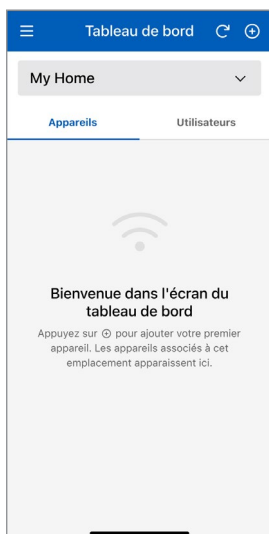 Tableau de bord
My Home
Appareils Utilisateurs
Bienvenue dans l'écran du
tableau de bord
Appuyez sur ⊕ pour ajouter votre premier
appareil. Les appareils associés à cet
emplacement apparaissent ici.